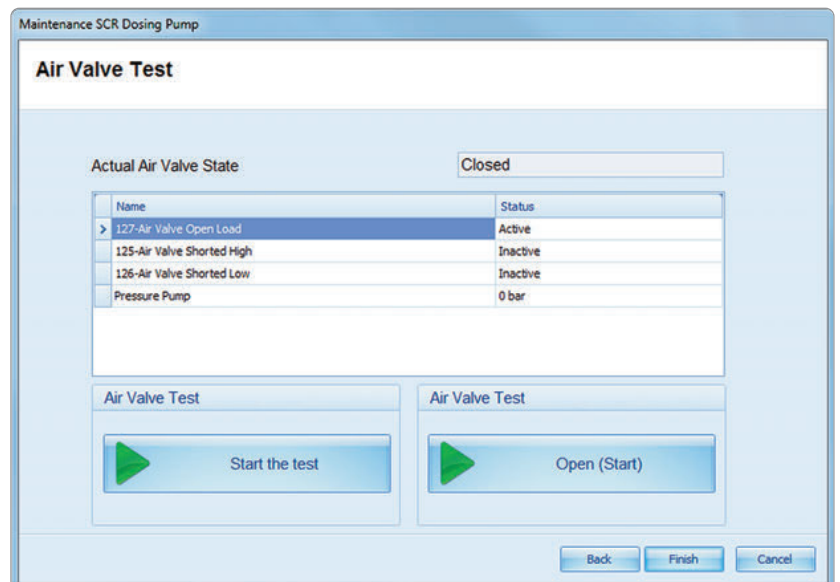 Maintenance SCR Dosing Pump
Air Valve Test
Actual Air Valve State Closed
Name Status
> 127-Air Valve Open Load Active
125-Air Valve Shorted High Inactive
126-Air Valve Shorted Low Inactive
Pressure Pump 0 bar
Air Valve Test Air Valve Test
Start the test Open (Start)
Back Finish Cancel